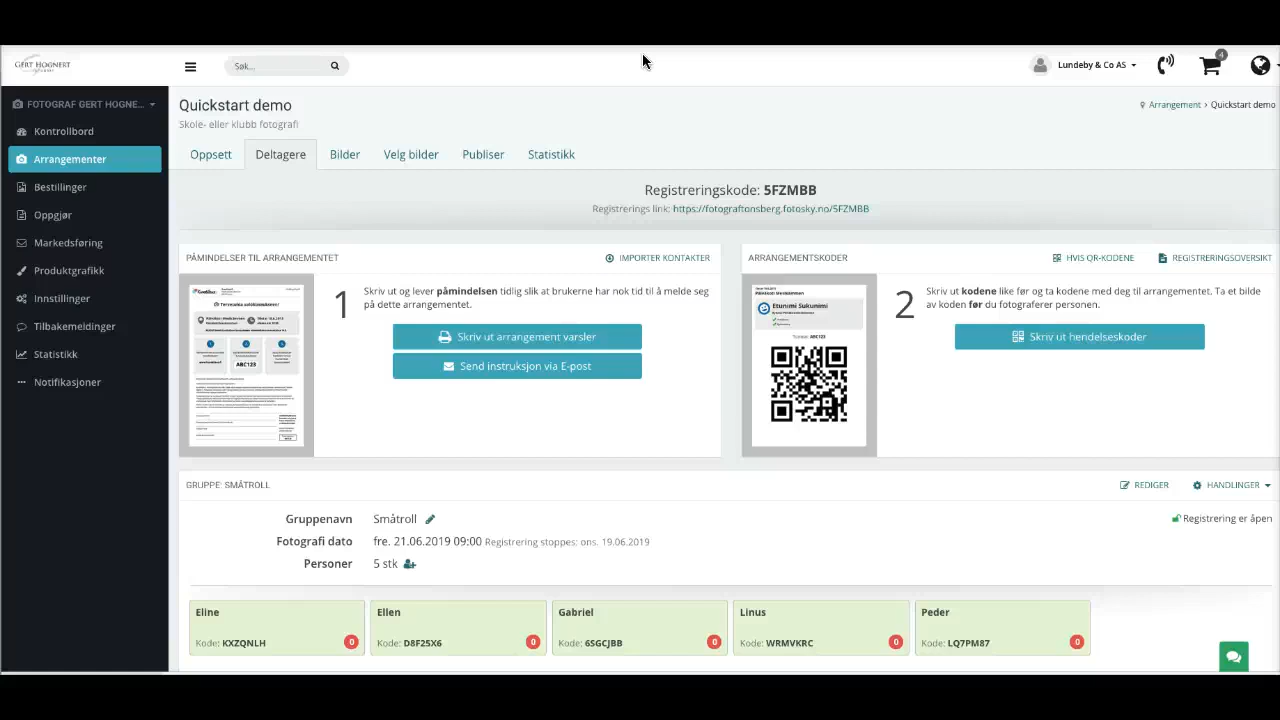 GERT HOGNERT
Søk...
Lundeby & Co AS
4
FOTOGRAF GERT HOGNE...
Kontrollbord
Arrangementer
Bestillinger
Oppgjør
Markedsføring
Produktgrafikk
Innstillinger
Tilbakemeldinger
Statistikk
Notifikasjoner
Quickstart demo
Skole- eller klubb fotografi
Arrangement › Quickstart demo
Oppsett
Deltagere
Bilder
Velg bilder
Publiser
Statistikk
Registreringskode: 5FZMBB
Registrerings link: https://fotograftonsberg.fotosky.no/5FZMBB
PÅMINDELSER TIL ARRANGEMENTET
IMPORTER KONTAKTER
1
Skriv ut og lever påmindelsen tidlig slik at brukerne har nok tid til å melde seg
på dette arrangementet.
Skriv ut arrangement varsler
Send instruksjon via E-post
ABC123
ARRANGEMENTSKODER
HVIS QR-KODENE
REGISTRERINGSOVERSIKT
Etunimi Sukunimi
ABC123
2
Skriv ut kodene like før og ta kodene med deg til arrangementet. Ta et bilde
av koden før du fotograferer personen.
Skriv ut hendelseskoder
GRUPPE: SMÅTROLL
REDIGER
HANDLINGER
Gruppenavn Småtroll
Registrering er åpen
Fotografi dato fre. 21.06.2019 09:00 Registrering stoppes: ons. 19.06.2019
Personer 5 stk
Eline
Kode: KXZQNLH 0
Ellen
Kode: D8F25X6 0
Gabriel
Kode: 6SGCJBB 0
Linus
Kode: WRMVKRC 0
Peder
Kode: LQ7PM87 0